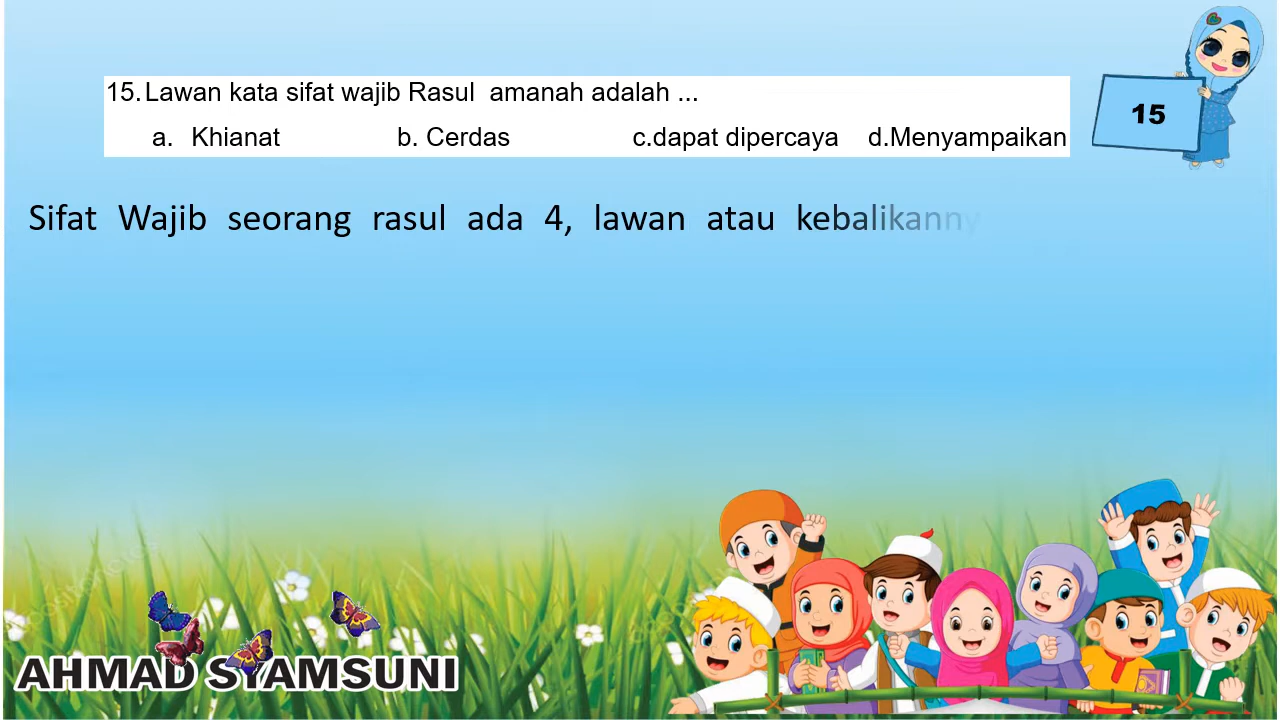 15. Lawan kata sifat wajib Rasul amanah adalah ...
a. Khianat b. Cerdas c.dapat dipercaya d.Menyampaikan
15
Sifat Wajib seorang rasul ada 4, lawan atau kebalikanny
AHMAD SYAMSUNI